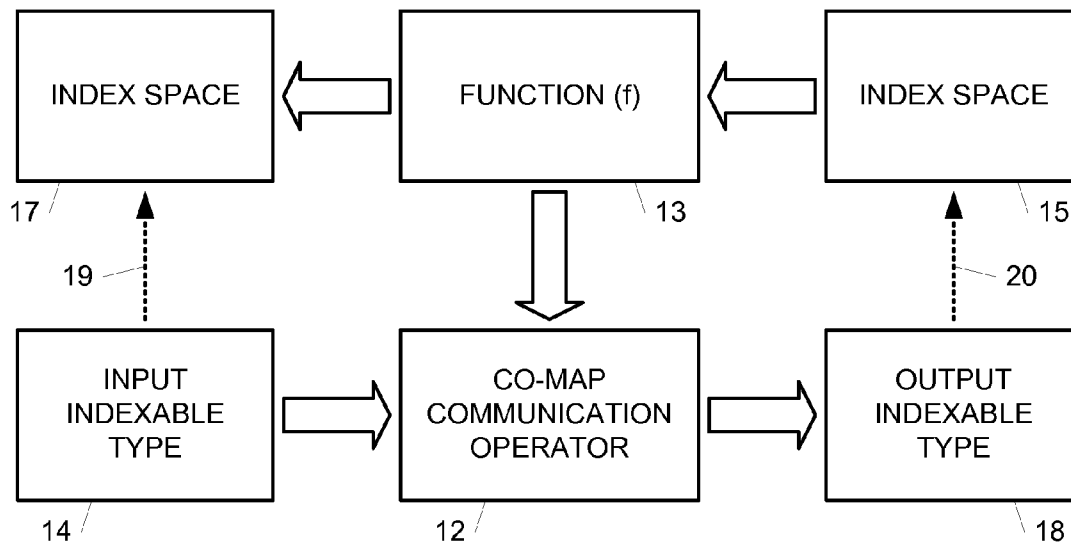 INDEX SPACE
FUNCTION (f)
INDEX SPACE
17
13
15
19
20
INPUT
INDEXABLE
TYPE
CO-MAP
COMMUNICATION
OPERATOR
OUTPUT
INDEXABLE
TYPE
14
12
18